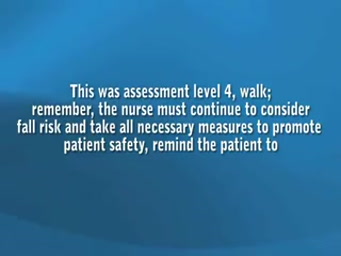 This was assessment level 4, walk;
remember, the nurse must continue to consider
fall risk and take all necessary measures to promote
patient safety, remind the patient to